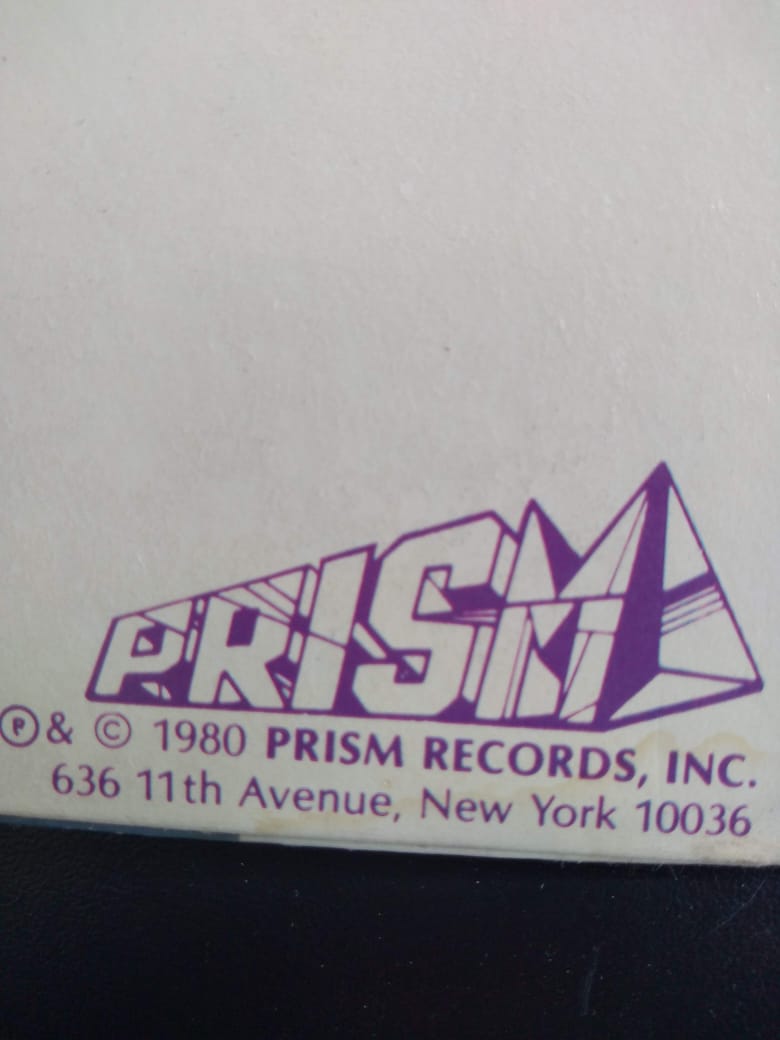 PRISM
℗ & © 1980 PRISM RECORDS, INC.
636 11th Avenue, New York 10036